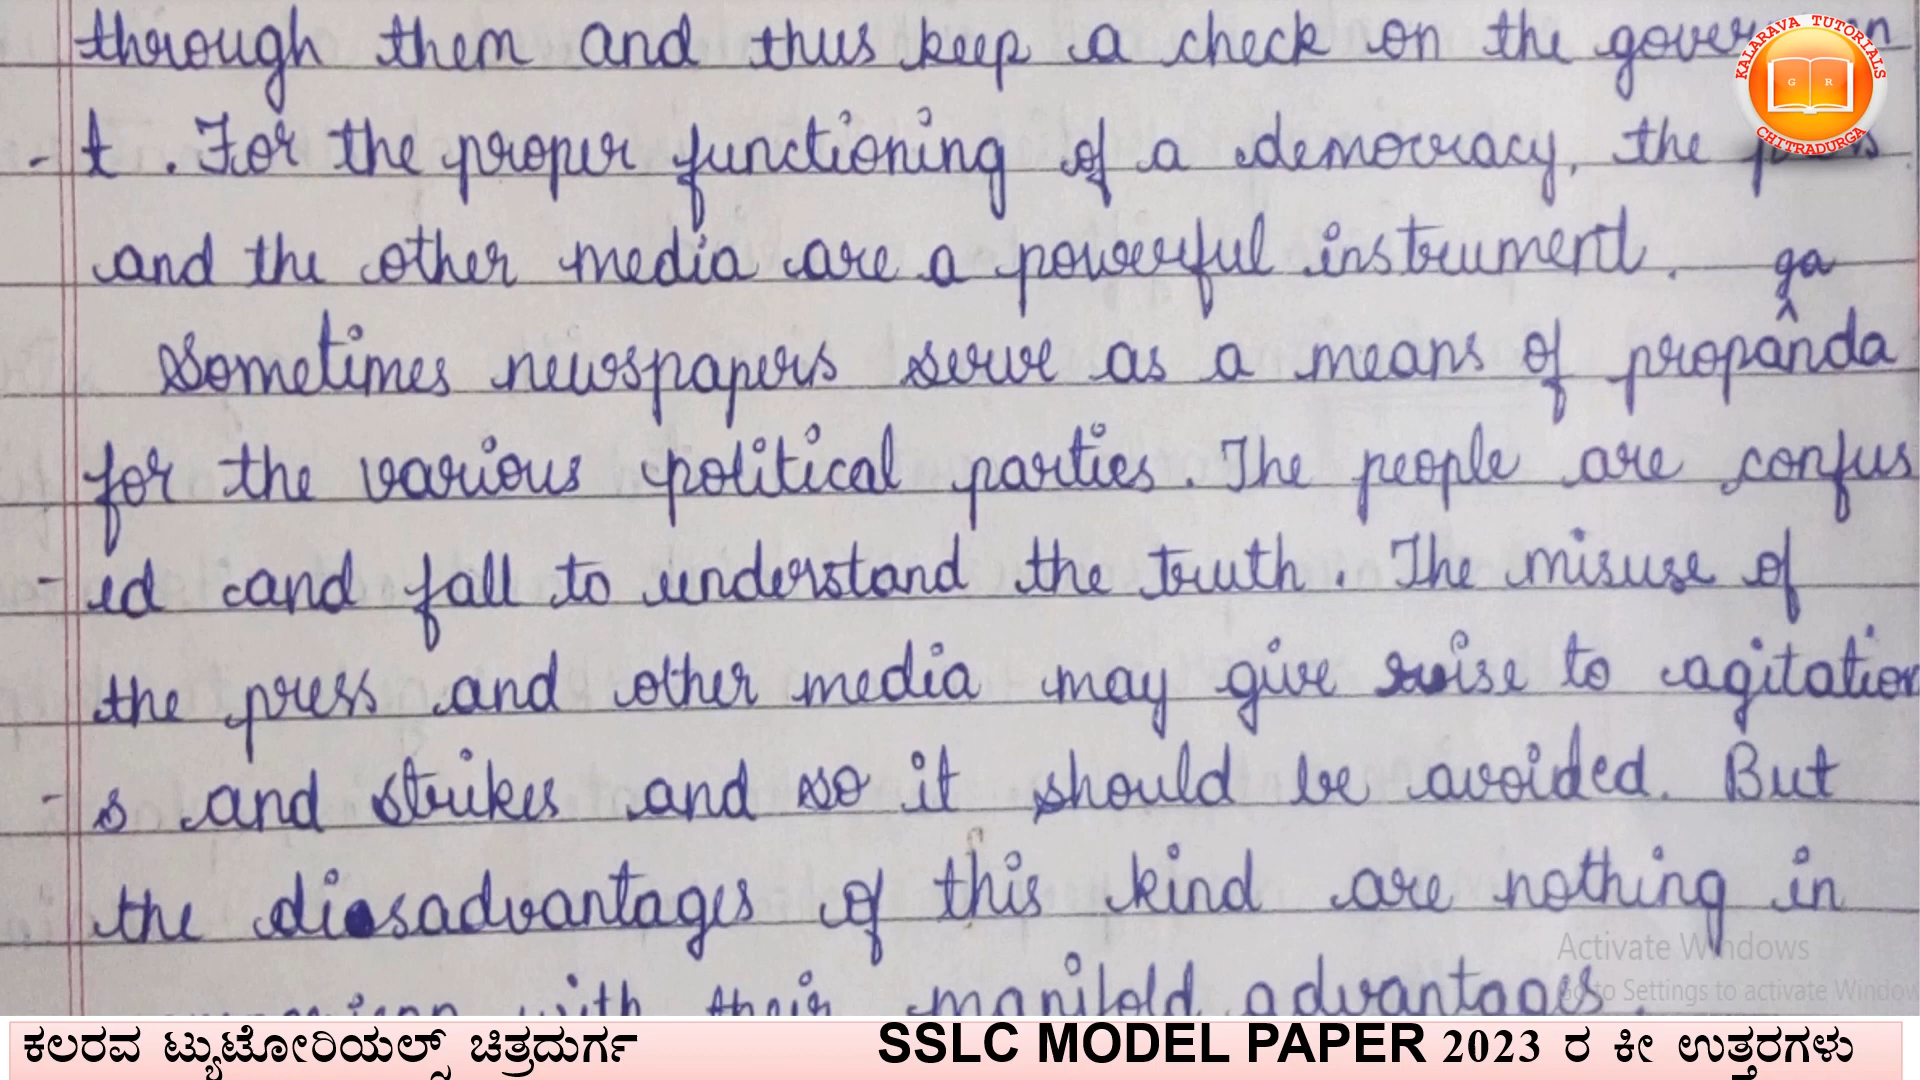 through them and thus keep a check on the governmen
- t . For the proper functioning of a democracy, the press
and the other media are a powerful instrument.
ga
Sometimes newspapers serve as a means of propanda
for the various political parties. The people are confus
- ed and fall to understand the truth. The misuse of
the press and other media may give rise to agitation
- s and strikes and so it should be avoided. But
the disadvantages of this kind are nothing in
with their manifold advantages.
KALARAVA TUTORIALS
G R
CHITRADURGA
Activate Windows
Go to Settings to activate Windows
ಕಲರವ ಟ್ಯುಟೋರಿಯಲ್ಸ್ ಚಿತ್ರದುರ್ಗ SSLC MODEL PAPER 2023 ರ ಕೀ ಉತ್ತರಗಳು